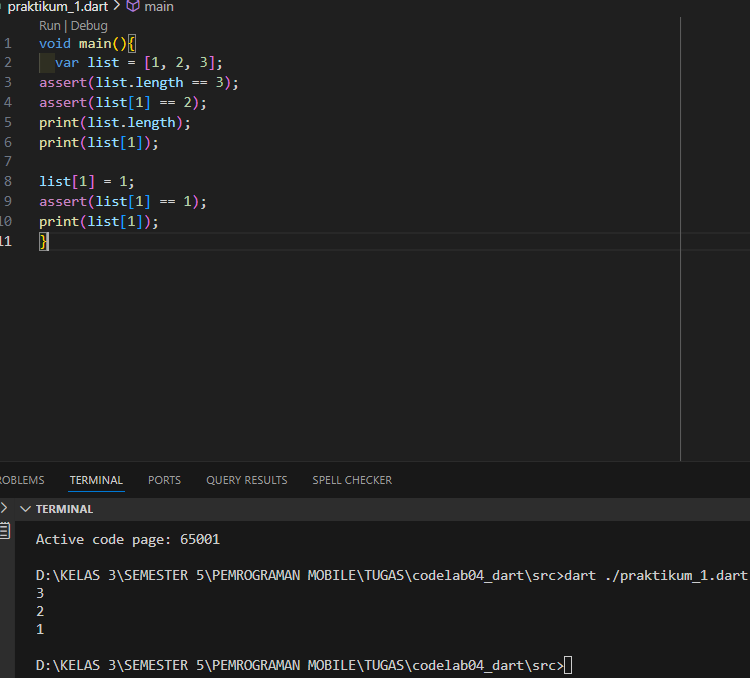 praktikum_1.dart > main
Run | Debug
1 void main(){
2   var list = [1, 2, 3];
3 assert(list.length == 3);
4 assert(list[1] == 2);
5 print(list.length);
6 print(list[1]);
7
8 list[1] = 1;
9 assert(list[1] == 1);
10 print(list[1]);
11 }
ROBLEMS TERMINAL PORTS QUERY RESULTS SPELL CHECKER
TERMINAL
Active code page: 65001
D:\KELAS 3\SEMESTER 5\PEMROGRAMAN MOBILE\TUGAS\codelab04_dart\src>dart ./praktikum_1.dart
3
2
1
D:\KELAS 3\SEMESTER 5\PEMROGRAMAN MOBILE\TUGAS\codelab04_dart\src>